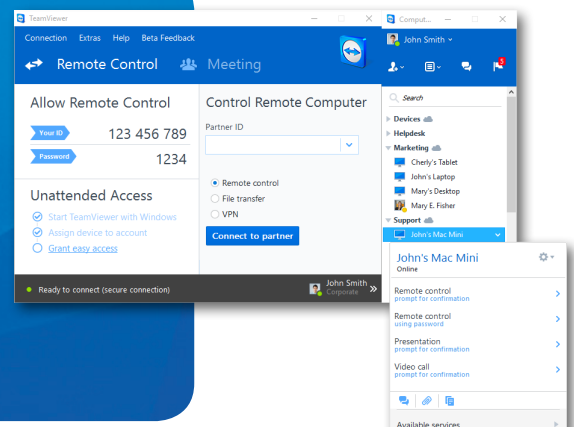 TeamViewer
Connection Extras Help Beta Feedback
Remote Control Meeting
Allow Remote Control
Your ID 123 456 789
Password 1234
Unattended Access
Start TeamViewer with Windows
Assign device to account
Grant easy access
Control Remote Computer
Partner ID
Remote control
File transfer
VPN
Connect to partner
Ready to connect (secure connection)
John Smith
Corporate
Comput...
John Smith
5
Search
Devices
Helpdesk
Marketing
Cherly's Tablet
John's Laptop
Mary's Desktop
Mary E. Fisher
Support
John's Mac Mini
John's Mac Mini
Online
Remote control
prompt for confirmation
Remote control
using password
Presentation
prompt for confirmation
Video call
prompt for confirmation
Available services